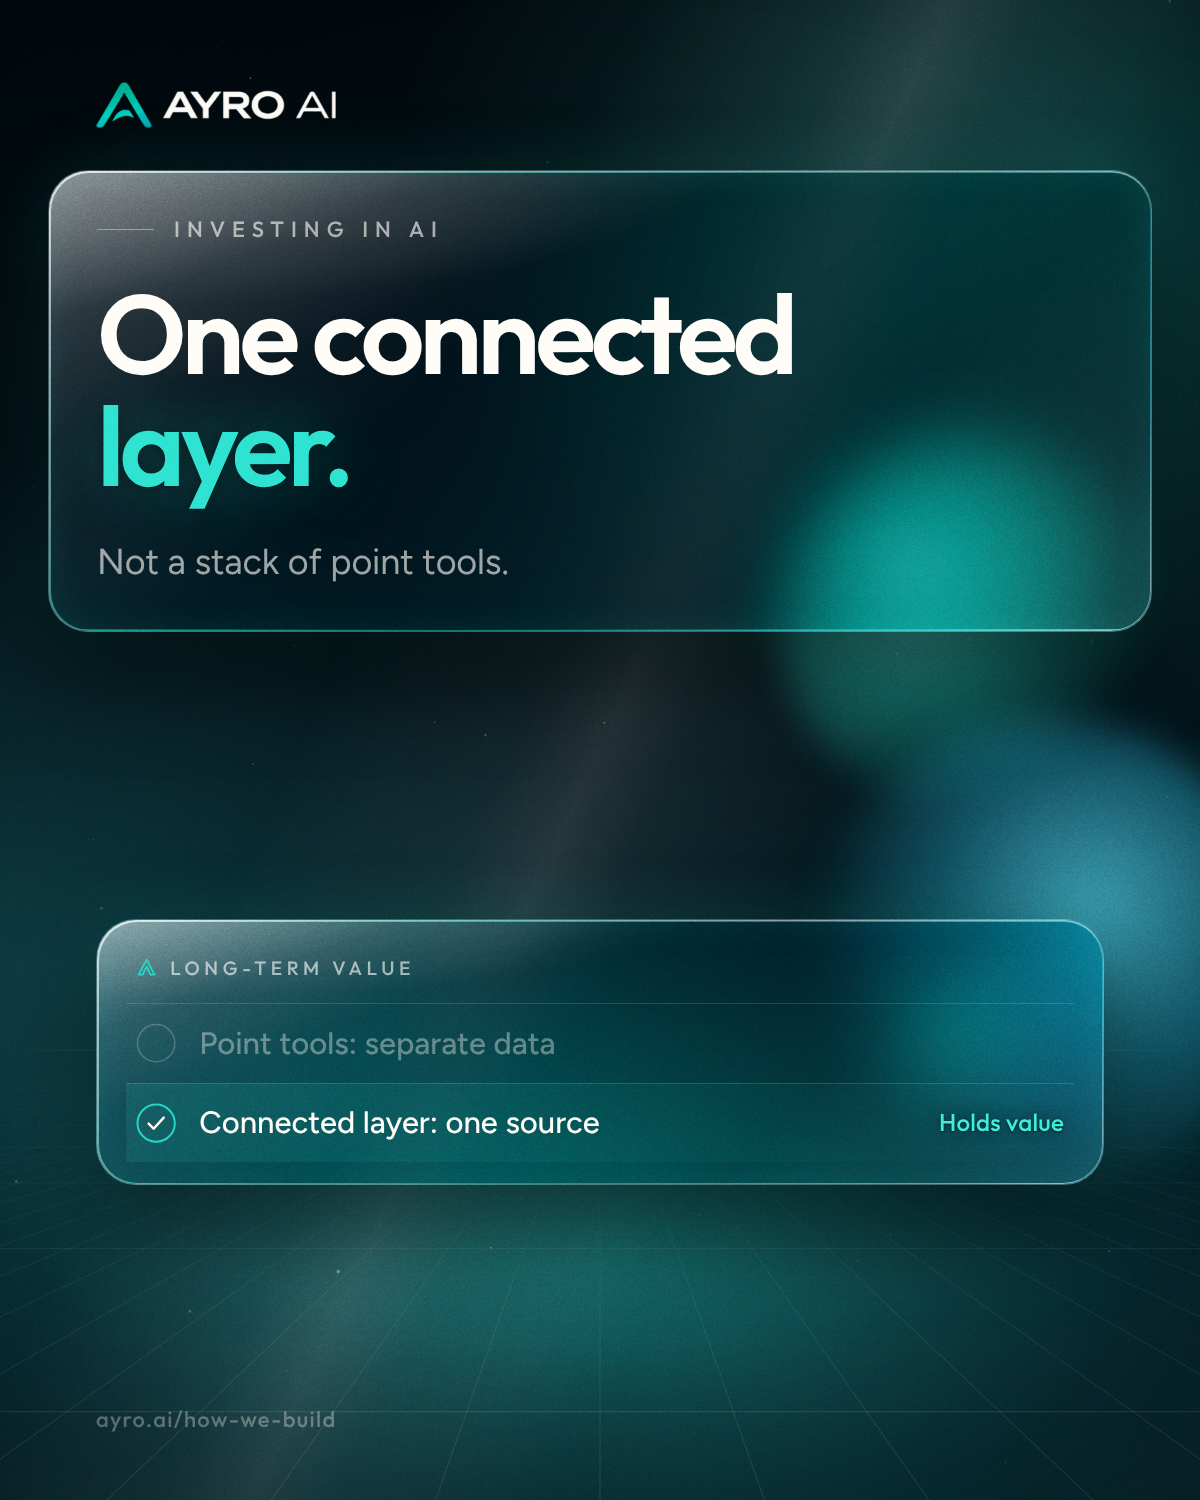 AYRO AI
INVESTING IN AI
One connected
layer.
Not a stack of point tools.
LONG-TERM VALUE
Point tools: separate data
Connected layer: one source
Holds value
ayro.ai/how-we-build